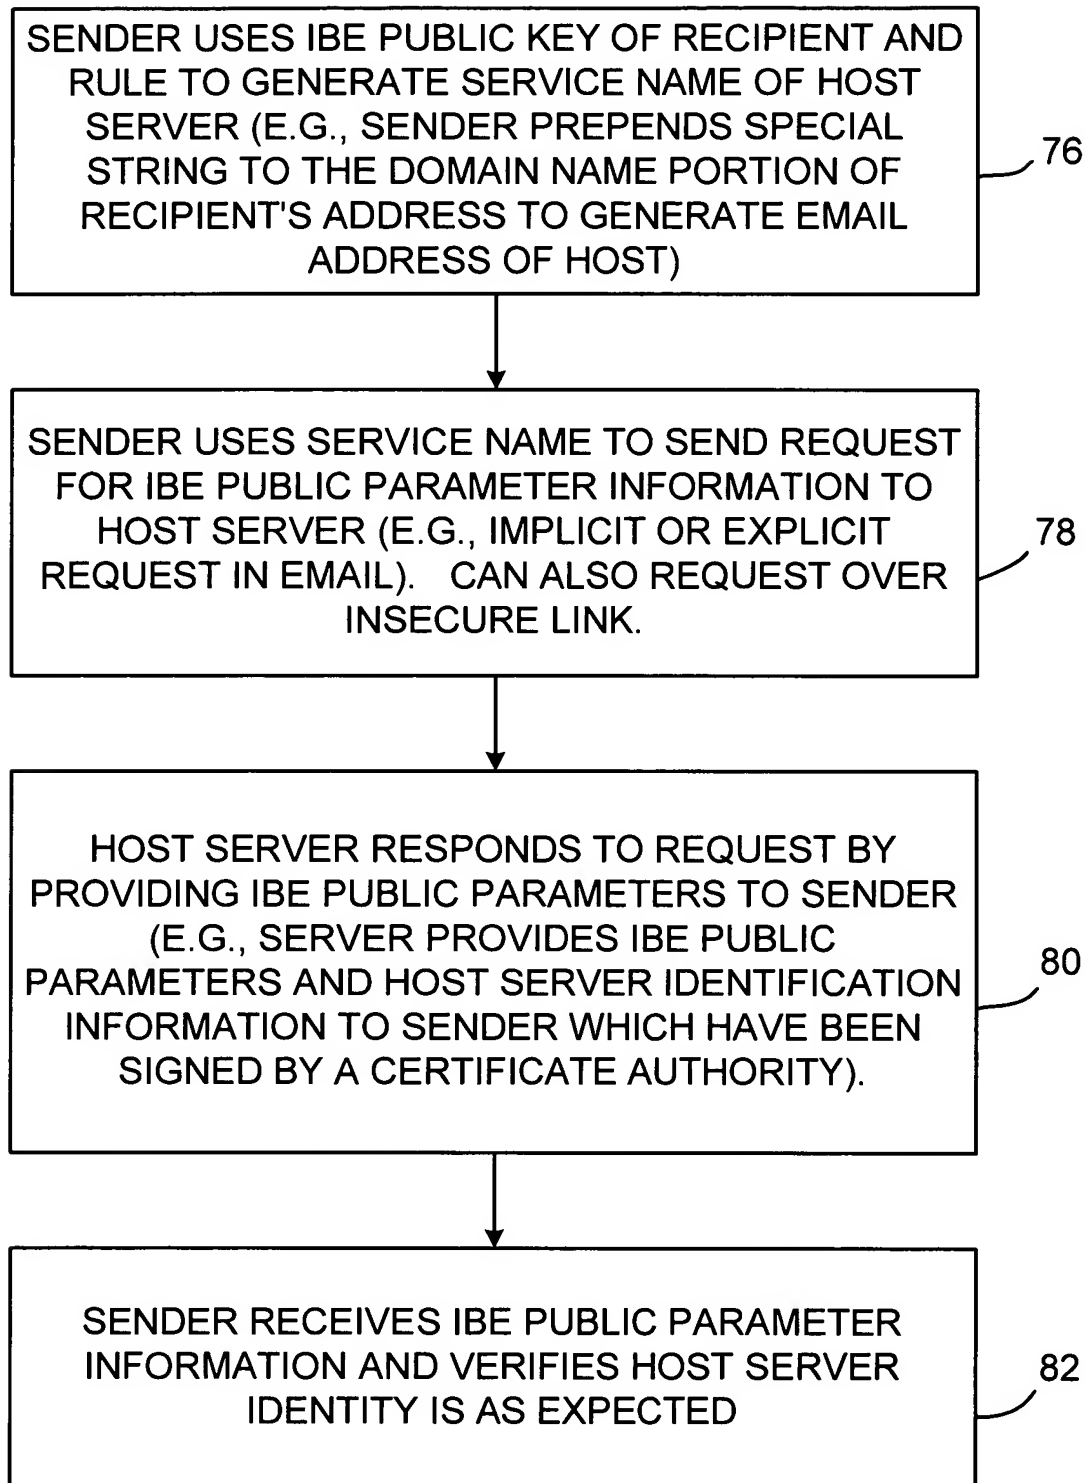 SENDER USES IBE PUBLIC KEY OF RECIPIENT AND
RULE TO GENERATE SERVICE NAME OF HOST
SERVER (E.G., SENDER PREPENDS SPECIAL
STRING TO THE DOMAIN NAME PORTION OF
RECIPIENT'S ADDRESS TO GENERATE EMAIL
ADDRESS OF HOST)
76
SENDER USES SERVICE NAME TO SEND REQUEST
FOR IBE PUBLIC PARAMETER INFORMATION TO
HOST SERVER (E.G., IMPLICIT OR EXPLICIT
REQUEST IN EMAIL). CAN ALSO REQUEST OVER
INSECURE LINK.
78
HOST SERVER RESPONDS TO REQUEST BY
PROVIDING IBE PUBLIC PARAMETERS TO SENDER
(E.G., SERVER PROVIDES IBE PUBLIC
PARAMETERS AND HOST SERVER IDENTIFICATION
INFORMATION TO SENDER WHICH HAVE BEEN
SIGNED BY A CERTIFICATE AUTHORITY).
80
SENDER RECEIVES IBE PUBLIC PARAMETER
INFORMATION AND VERIFIES HOST SERVER
IDENTITY IS AS EXPECTED
82